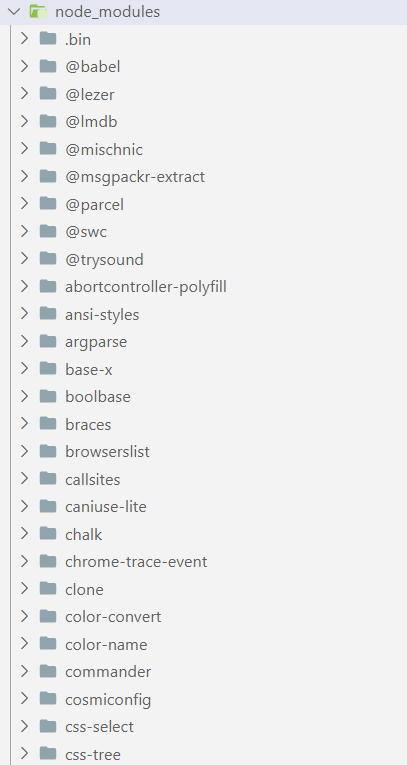 node_modules
.bin
@babel
@lezer
@lmdb
@mischnic
@msgpackr-extract
@parcel
@swc
@trysound
abortcontroller-polyfill
ansi-styles
argparse
base-x
boolbase
braces
browserslist
callsites
caniuse-lite
chalk
chrome-trace-event
clone
color-convert
color-name
commander
cosmiconfig
css-select
css-tree